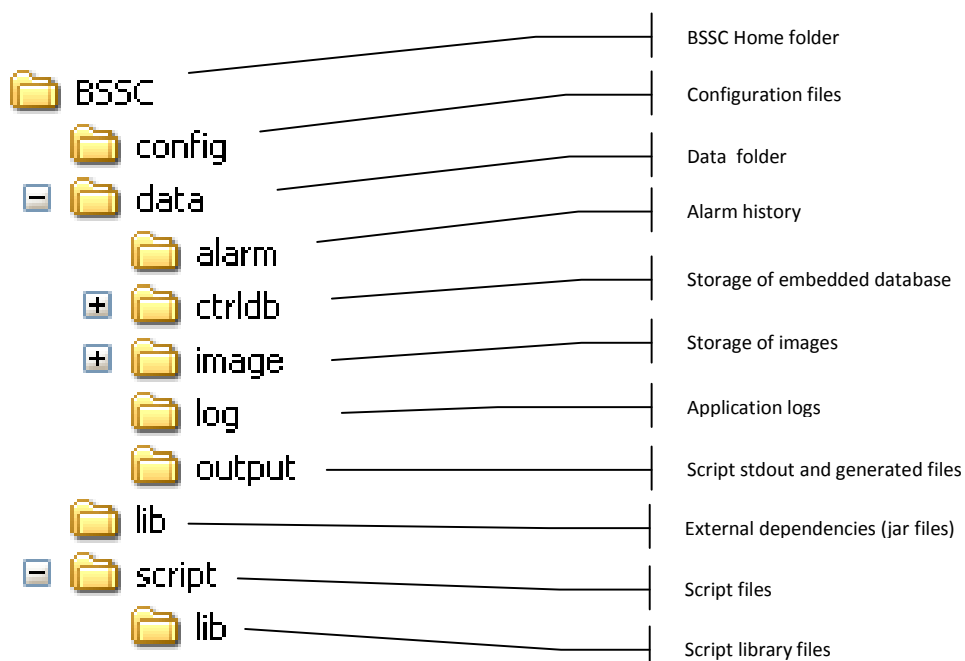 BSSC Home folder
BSSC
Configuration files
config
Data folder
data
Alarm history
alarm
Storage of embedded database
ctrldb
Storage of images
image
Application logs
log
Script stdout and generated files
output
lib
External dependencies (jar files)
script
Script files
lib
Script library files